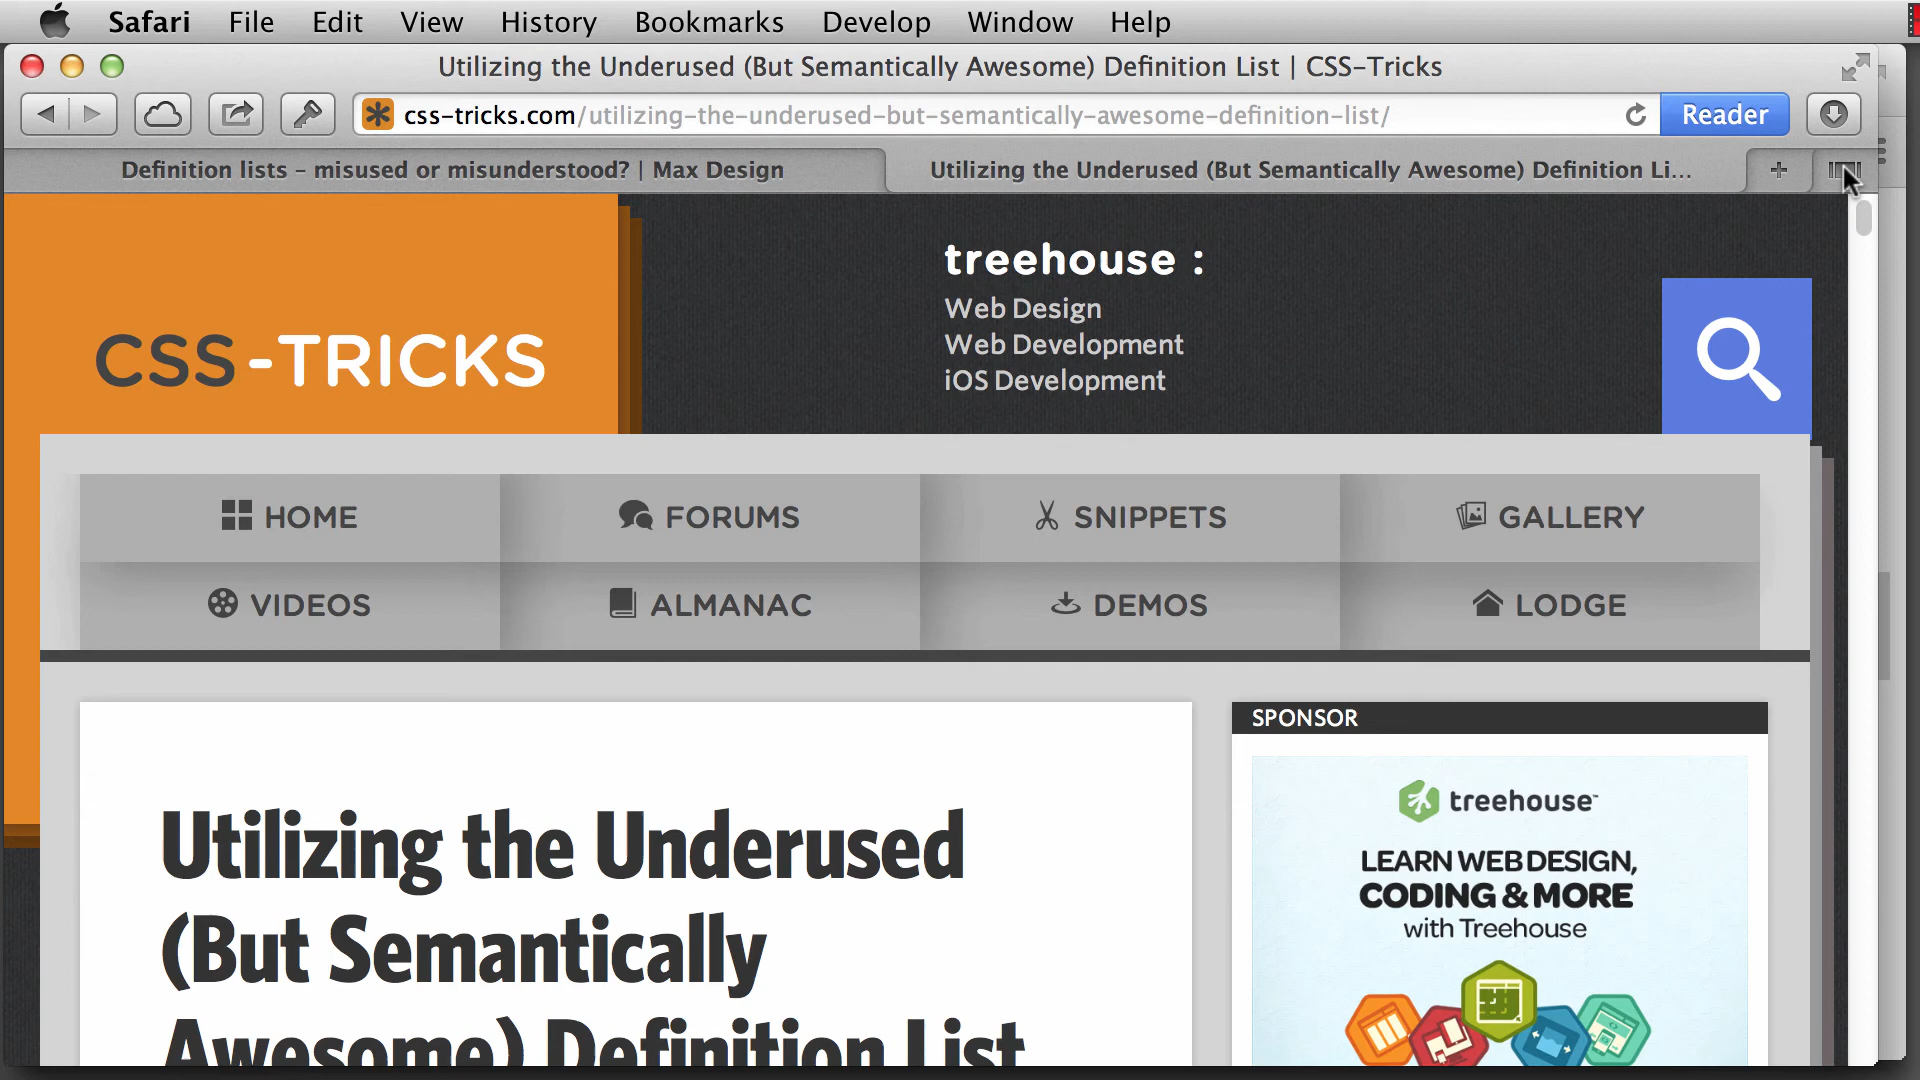 Safari File Edit View History Bookmarks Develop Window Help
Utilizing the Underused (But Semantically Awesome) Definition List | CSS-Tricks
css-tricks.com/utilizing-the-underused-but-semantically-awesome-definition-list/ Reader
Definition lists – misused or misunderstood? | Max Design
Utilizing the Underused (But Semantically Awesome) Definition Li...
treehouse :
Web Design
Web Development
iOS Development
CSS-TRICKS
HOME FORUMS SNIPPETS GALLERY
VIDEOS ALMANAC DEMOS LODGE
Utilizing the Underused
(But Semantically
Awesome) Definition List
SPONSOR
treehouse™
LEARN WEB DESIGN,
CODING & MORE
with Treehouse